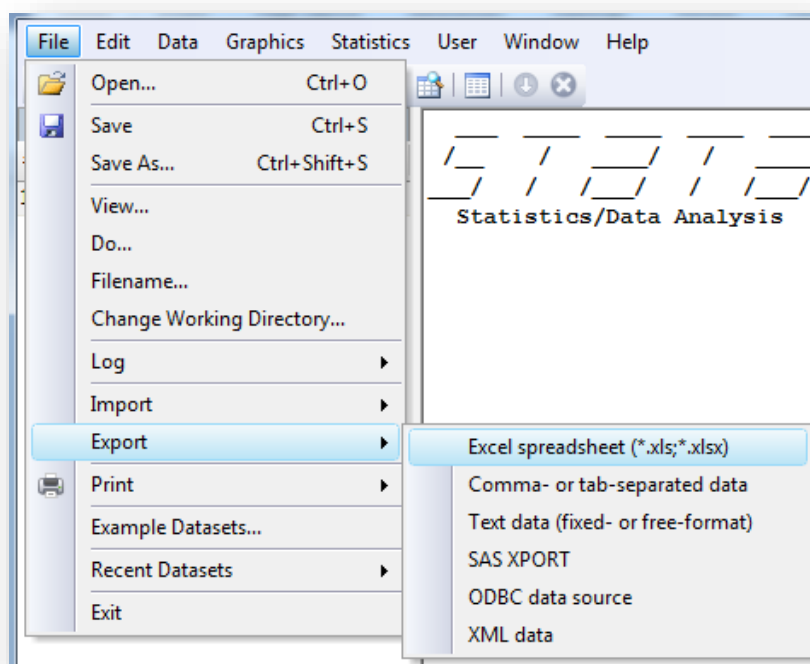 File Edit Data Graphics Statistics User Window Help
Open... Ctrl+O
Save Ctrl+S
Save As... Ctrl+Shift+S
View...
Do...
Filename...
Change Working Directory...
Log
Import
Export
Print
Example Datasets...
Recent Datasets
Exit
Excel spreadsheet (*.xls;*.xlsx)
Comma- or tab-separated data
Text data (fixed- or free-format)
SAS XPORT
ODBC data source
XML data
Stata
Statistics/Data Analysis